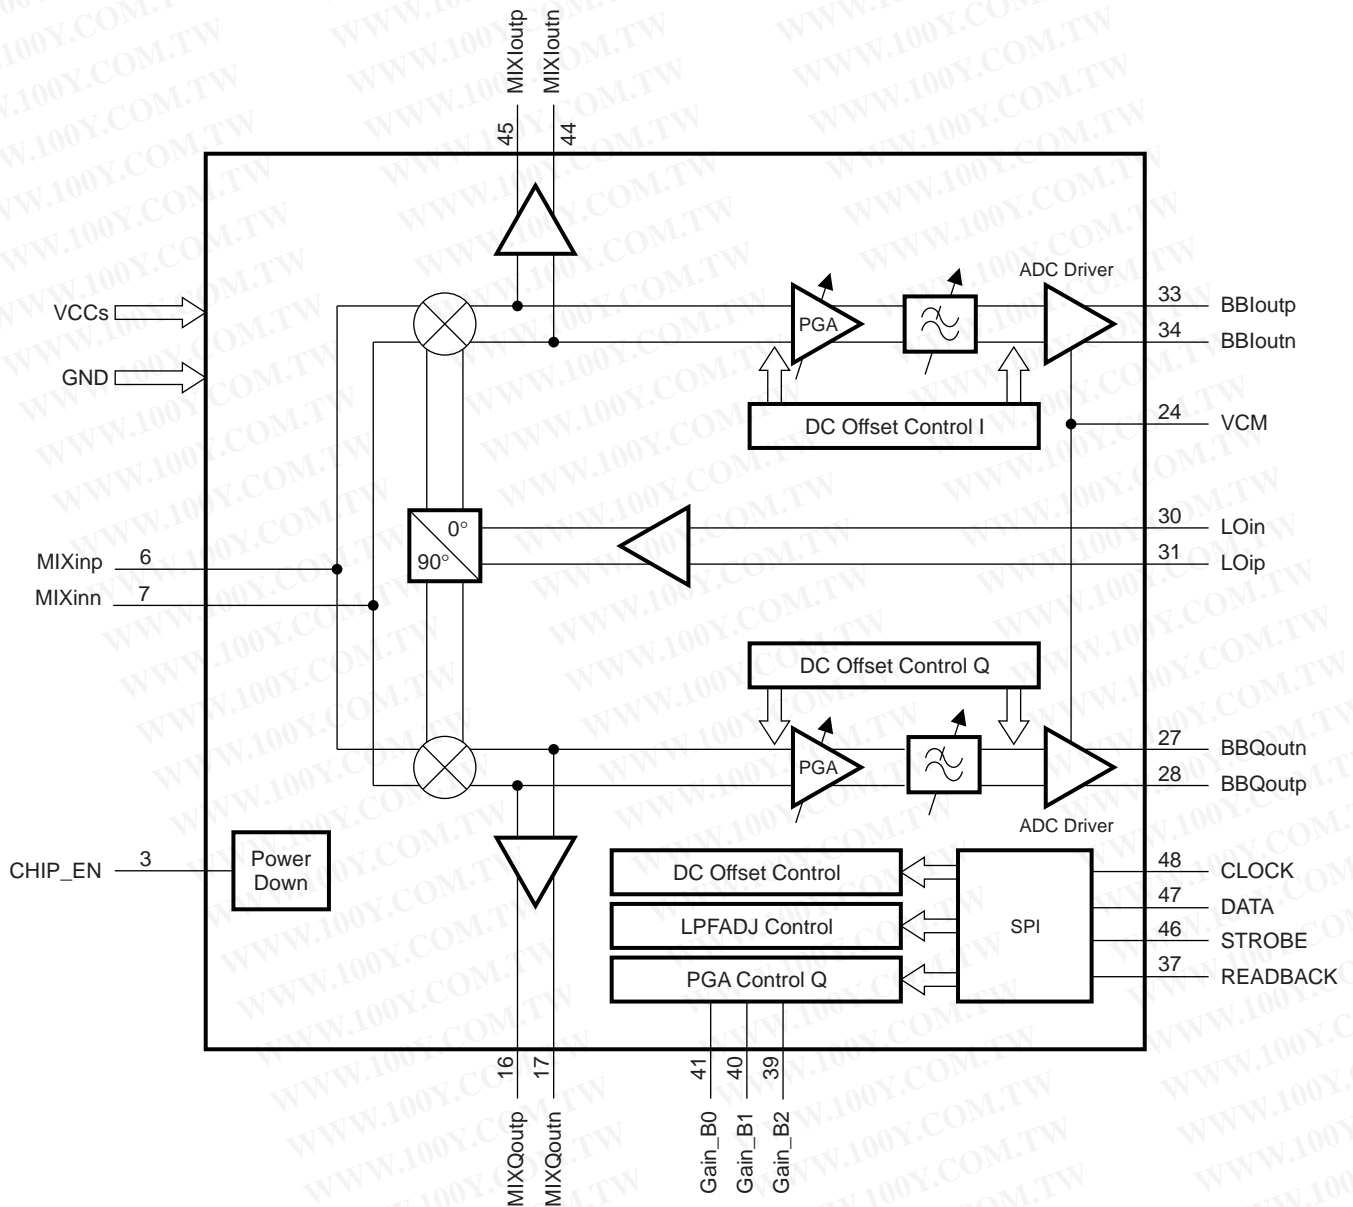 MIXIoutp
MIXIoutn
45
44
ADC Driver
VCCs
33
BBIoutp
PGA
34
BBIoutn
GND
24
VCM
DC Offset Control I
30
LOin
0°
90°
31
LOip
MIXinp
6
MIXinn
7
DC Offset Control Q
27
BBQoutn
PGA
28
BBQoutp
ADC Driver
CHIP_EN
3
Power
Down
DC Offset Control
LPFADJ Control
PGA Control Q
SPI
48
CLOCK
47
DATA
46
STROBE
37
READBACK
16
17
41
40
39
MIXQoutp
MIXQoutn
Gain_B0
Gain_B1
Gain_B2
WWW.100Y.COM.TW